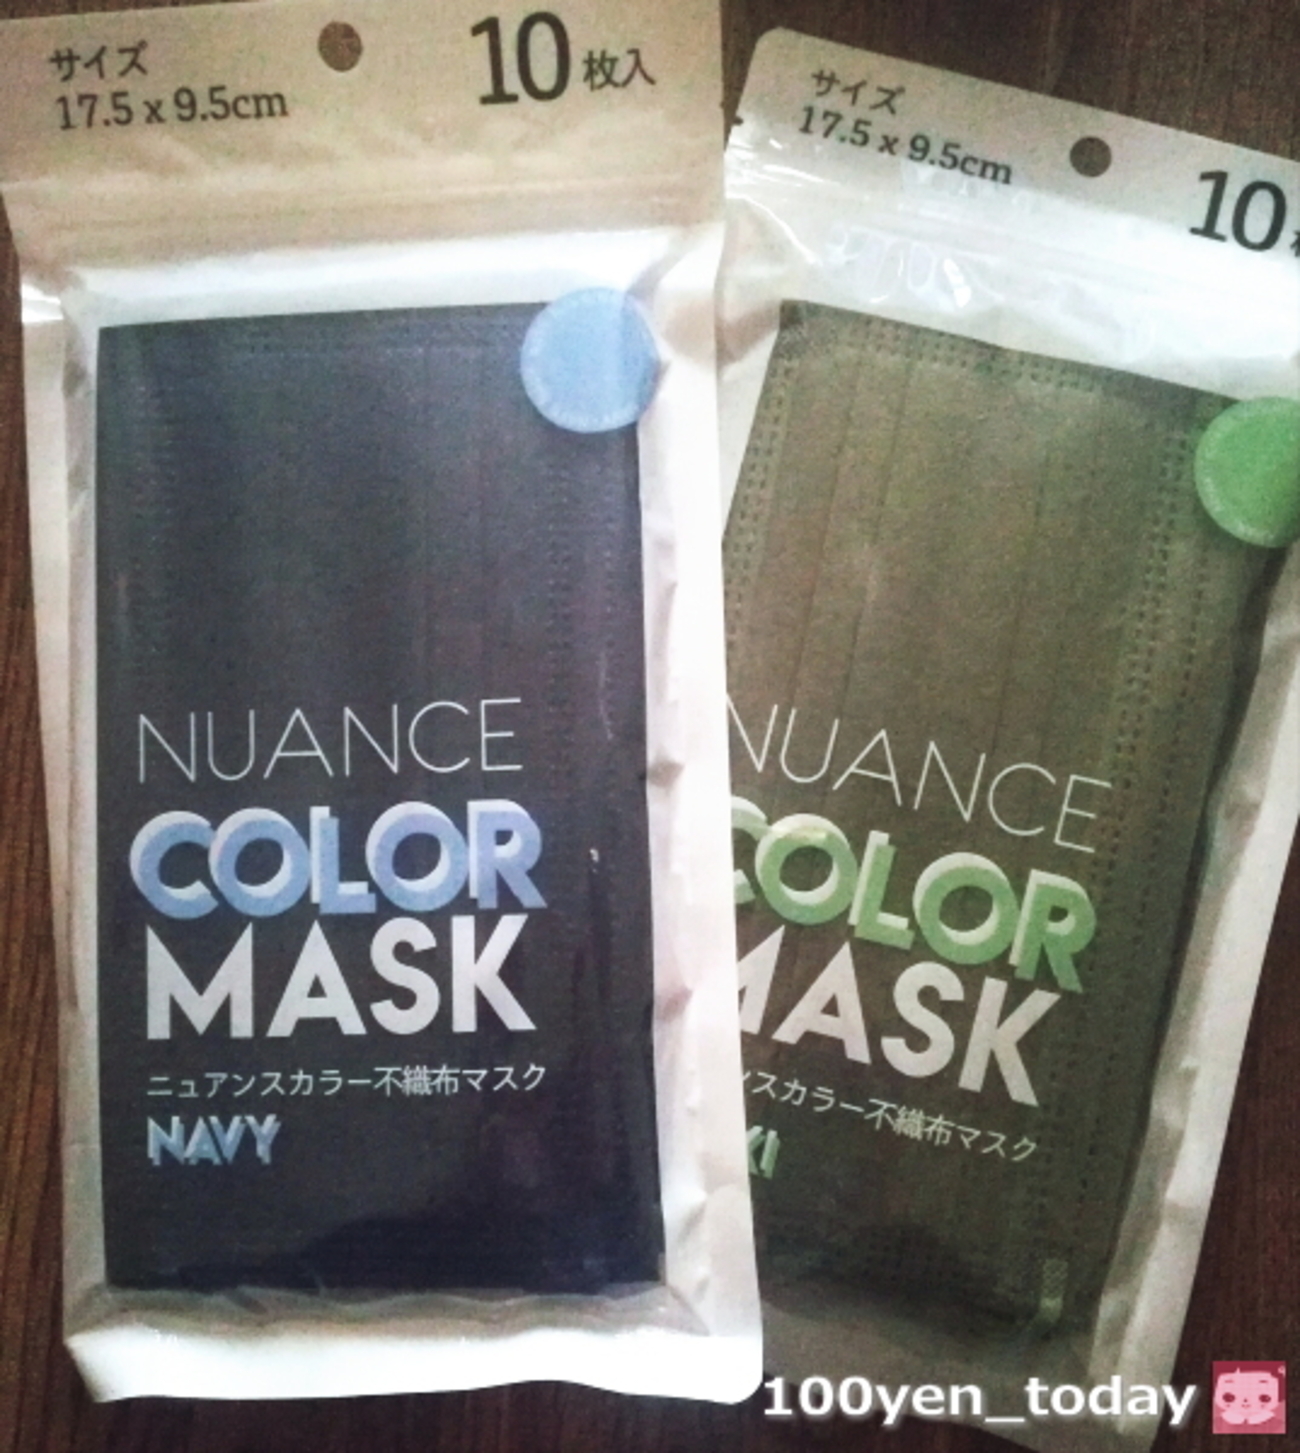 サイズ
17.5 x 9.5cm
10枚入
NUANCE
COLOR
MASK
ニュアンスカラー不織布マスク
NAVY
サイズ
17.5 x 9.5cm
10
NUANCE
COLOR
MASK
ンスカラー不織布マスク
KI
100yen_today